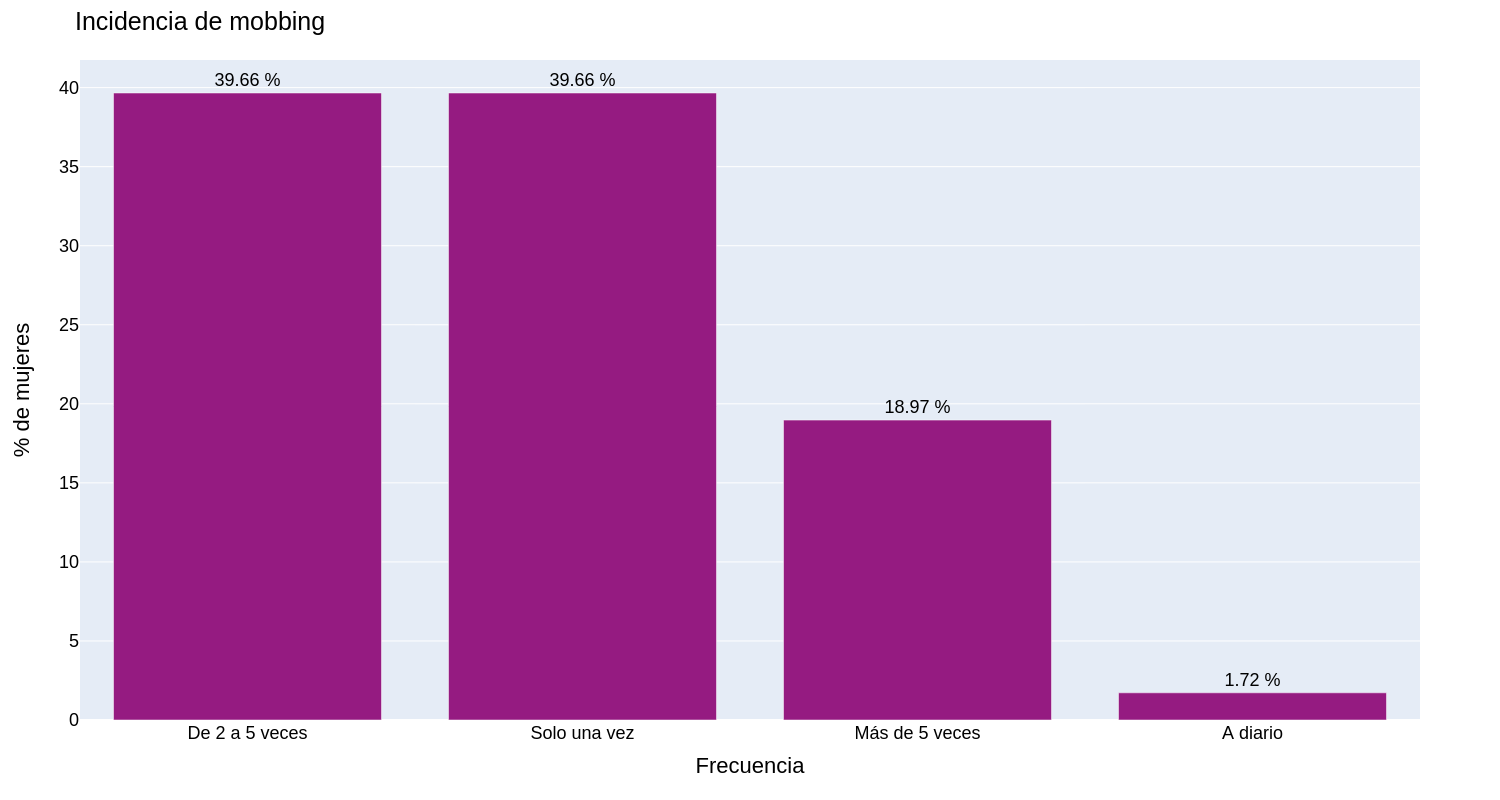 Incidencia de mobbing
39.66 %
39.66 %
18.97 %
1.72 %
40
35
30
25
20
15
10
5
0
% de mujeres
De 2 a 5 veces
Solo una vez
Más de 5 veces
A diario
Frecuencia